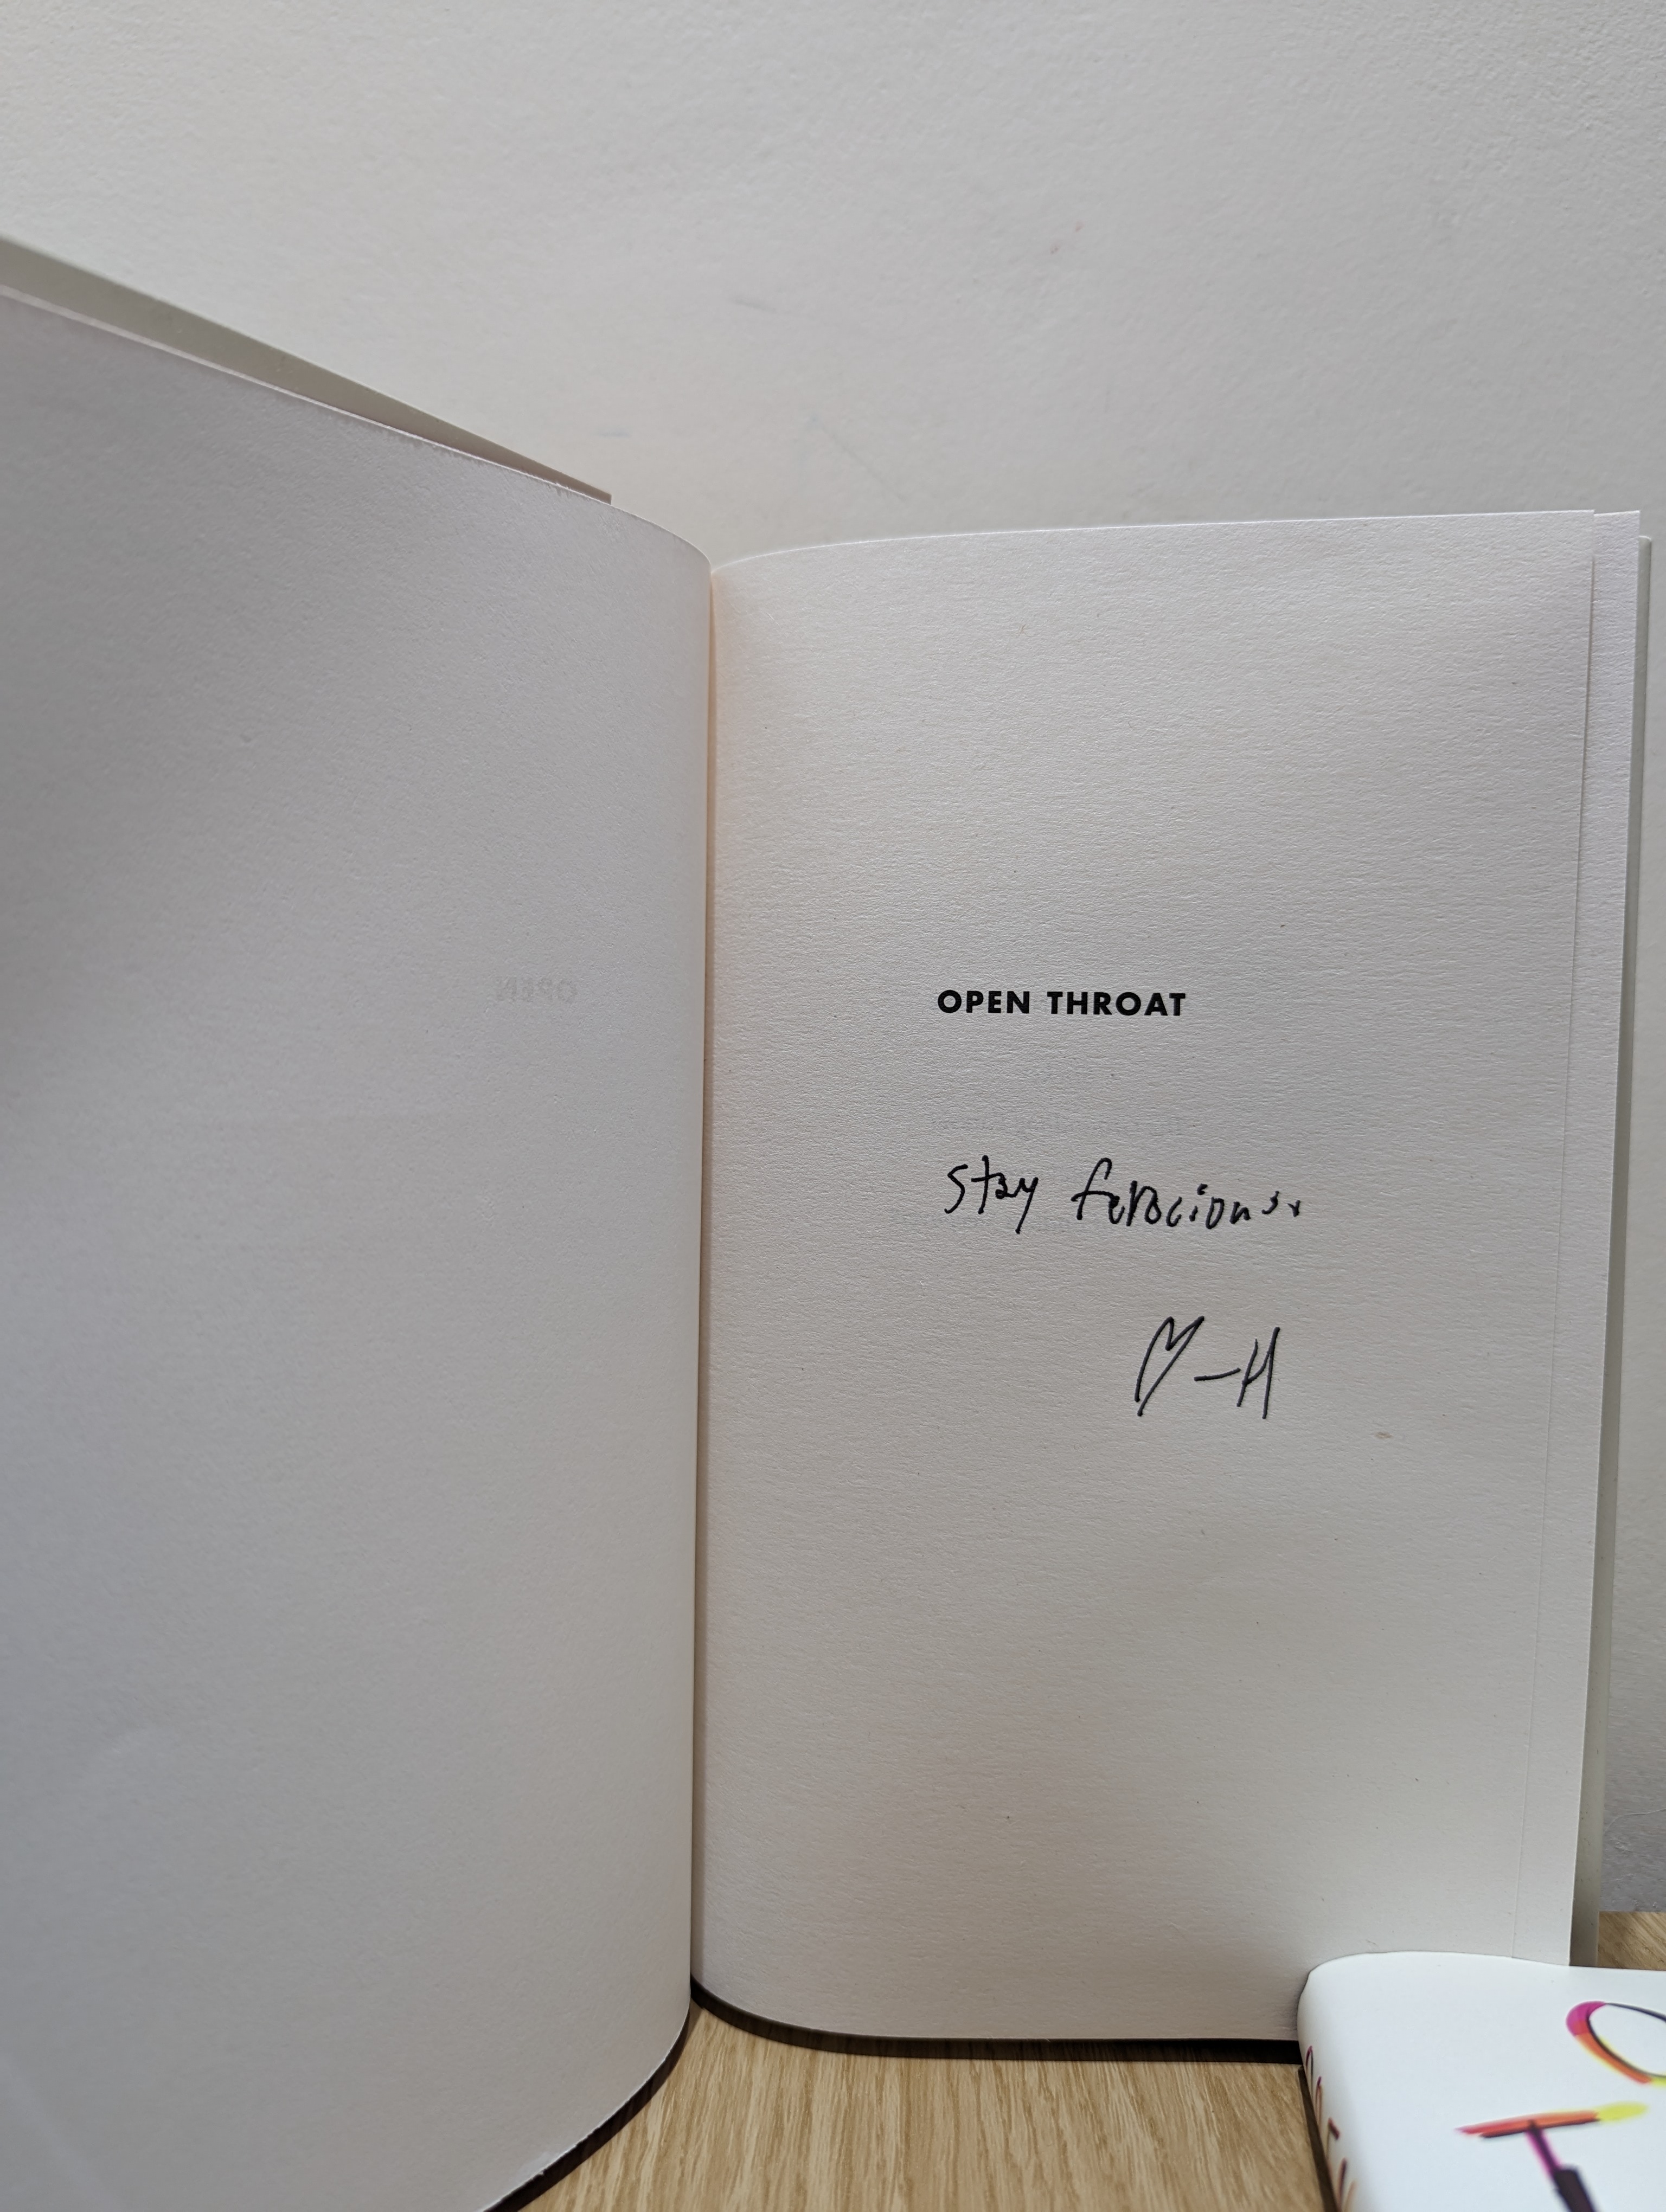 OPEN THROAT
stay ferocious.